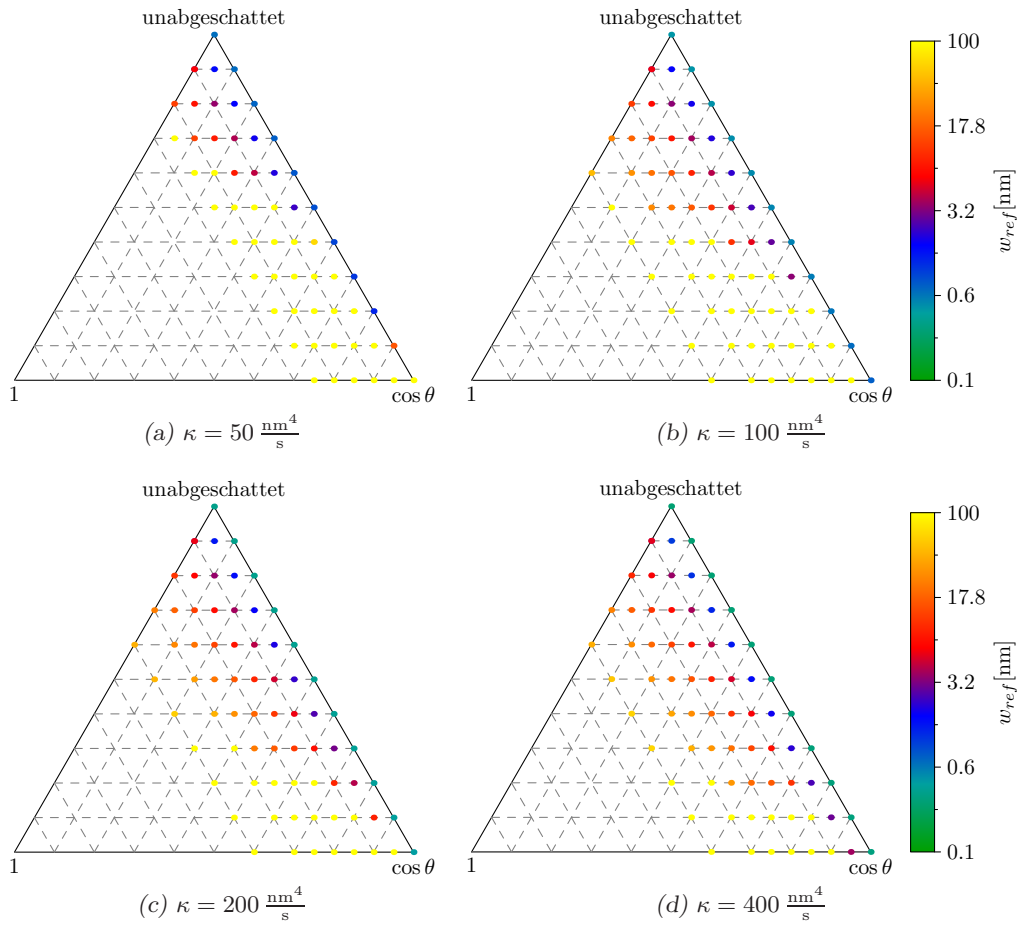 unabgeschattet
1
cos θ
(a) κ = 50 nm⁴/s
unabgeschattet
1
cos θ
(b) κ = 100 nm⁴/s
100
17.8
3.2
0.6
0.1
w_ref[nm]
unabgeschattet
1
cos θ
(c) κ = 200 nm⁴/s
unabgeschattet
1
cos θ
(d) κ = 400 nm⁴/s
100
17.8
3.2
0.6
0.1
w_ref[nm]